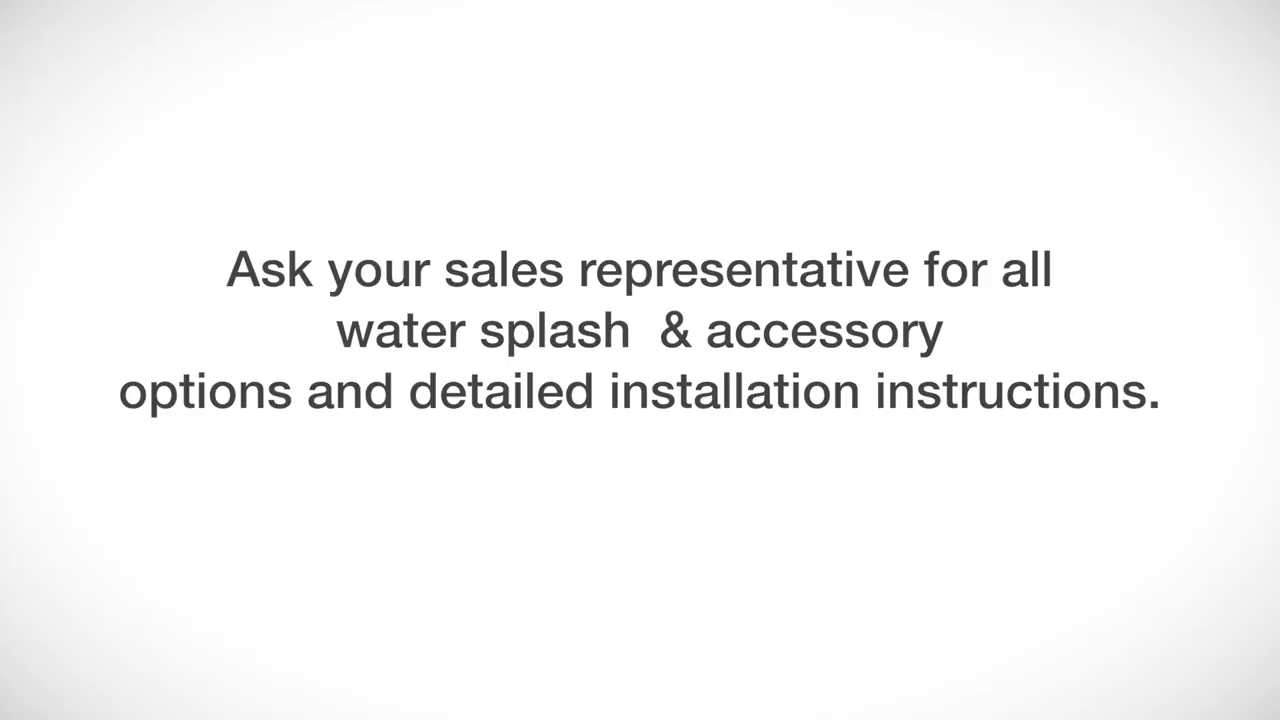 Ask your sales representative for all
water splash  & accessory
options and detailed installation instructions.